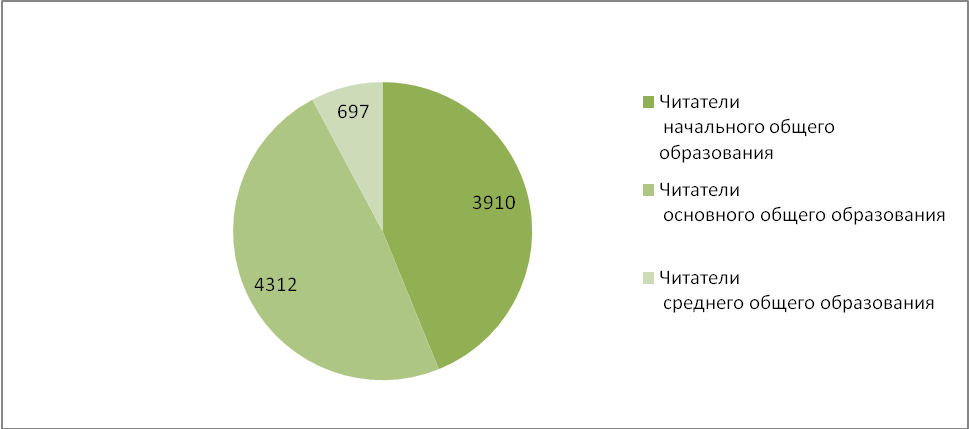 697
3910
4312
Читатели
начального общего
образования
Читатели
основного общего образования
Читатели
среднего общего образования